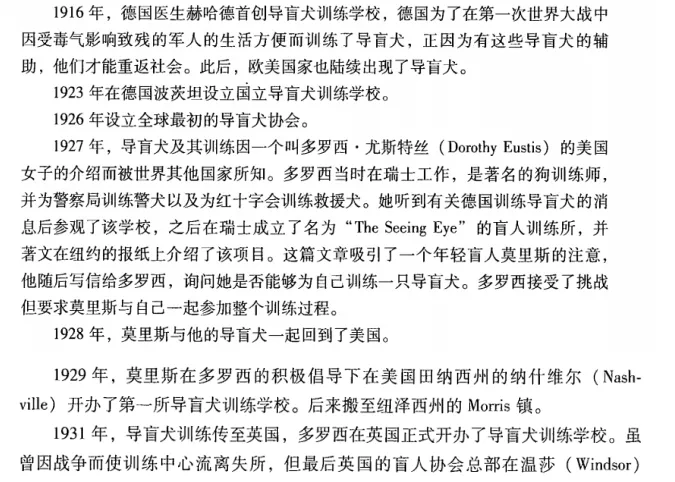 1916 年，德国医生赫哈德首创导盲犬训练学校，德国为了在第一次世界大战中
因受毒气影响致残的军人的生活方便而训练了导盲犬，正因为有这些导盲犬的辅
助，他们才能重返社会。此后，欧美国家也陆续出现了导盲犬。
1923 年在德国波茨坦设立国立导盲犬训练学校。
1926 年设立全球最初的导盲犬协会。
1927 年，导盲犬及其训练因一个叫多罗西·尤斯特丝（Dorothy Eustis）的美国
女子的介绍而被世界其他国家所知。多罗西当时在瑞士工作，是著名的狗训练师，
并为警察局训练警犬以及为红十字会训练救援犬。她听到有关德国训练导盲犬的消
息后参观了该学校，之后在瑞士成立了名为“The Seeing Eye”的盲人训练所，并
著文在纽约的报纸上介绍了该项目。这篇文章吸引了一个年轻盲人莫里斯的注意，
他随后写信给多罗西，询问她是否能够为自己训练一只导盲犬。多罗西接受了挑战
但要求莫里斯与自己一起参加整个训练过程。
1928 年，莫里斯与他的导盲犬一起回到了美国。
1929 年，莫里斯在多罗西的积极倡导下在美国田纳西州的纳什维尔（Nash-
ville）开办了第一所导盲犬训练学校。后来搬至纽泽西州的 Morris 镇。
1931 年，导盲犬训练传至英国，多罗西在英国正式开办了导盲犬训练学校。虽
曾因战争而使训练中心流离失所，但最后英国的盲人协会总部在温莎（Windsor）